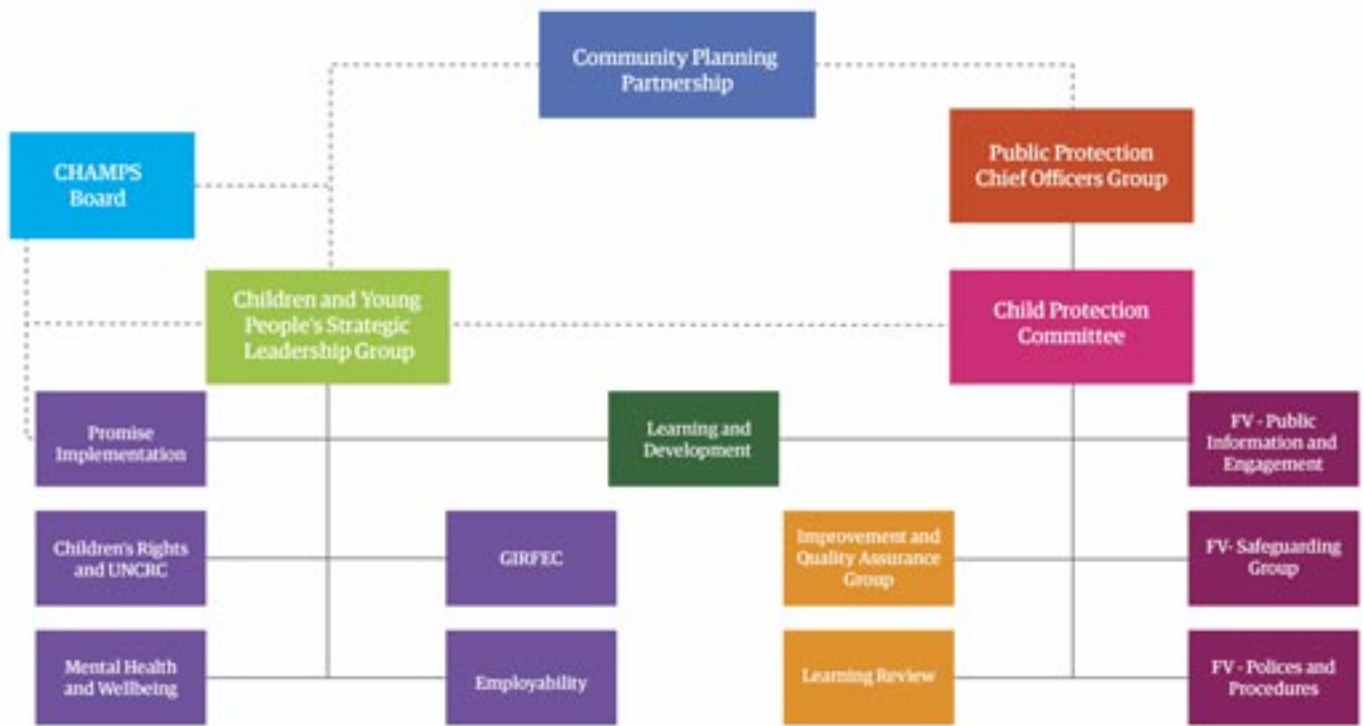 Community Planning
Partnership
Public Protection
Chief Officers Group
CHAMPS
Board
Children and Young
People's Strategic
Leadership Group
Child Protection
Committee
Promise
Implementation
Learning and
Development
FV - Public
Information and
Engagement
Children's Rights
and UNCRC
GIRFEC
Improvement and
Quality Assurance
Group
FV- Safeguarding
Group
Mental Health
and Wellbeing
Employability
Learning Review
FV - Polices and
Procedures